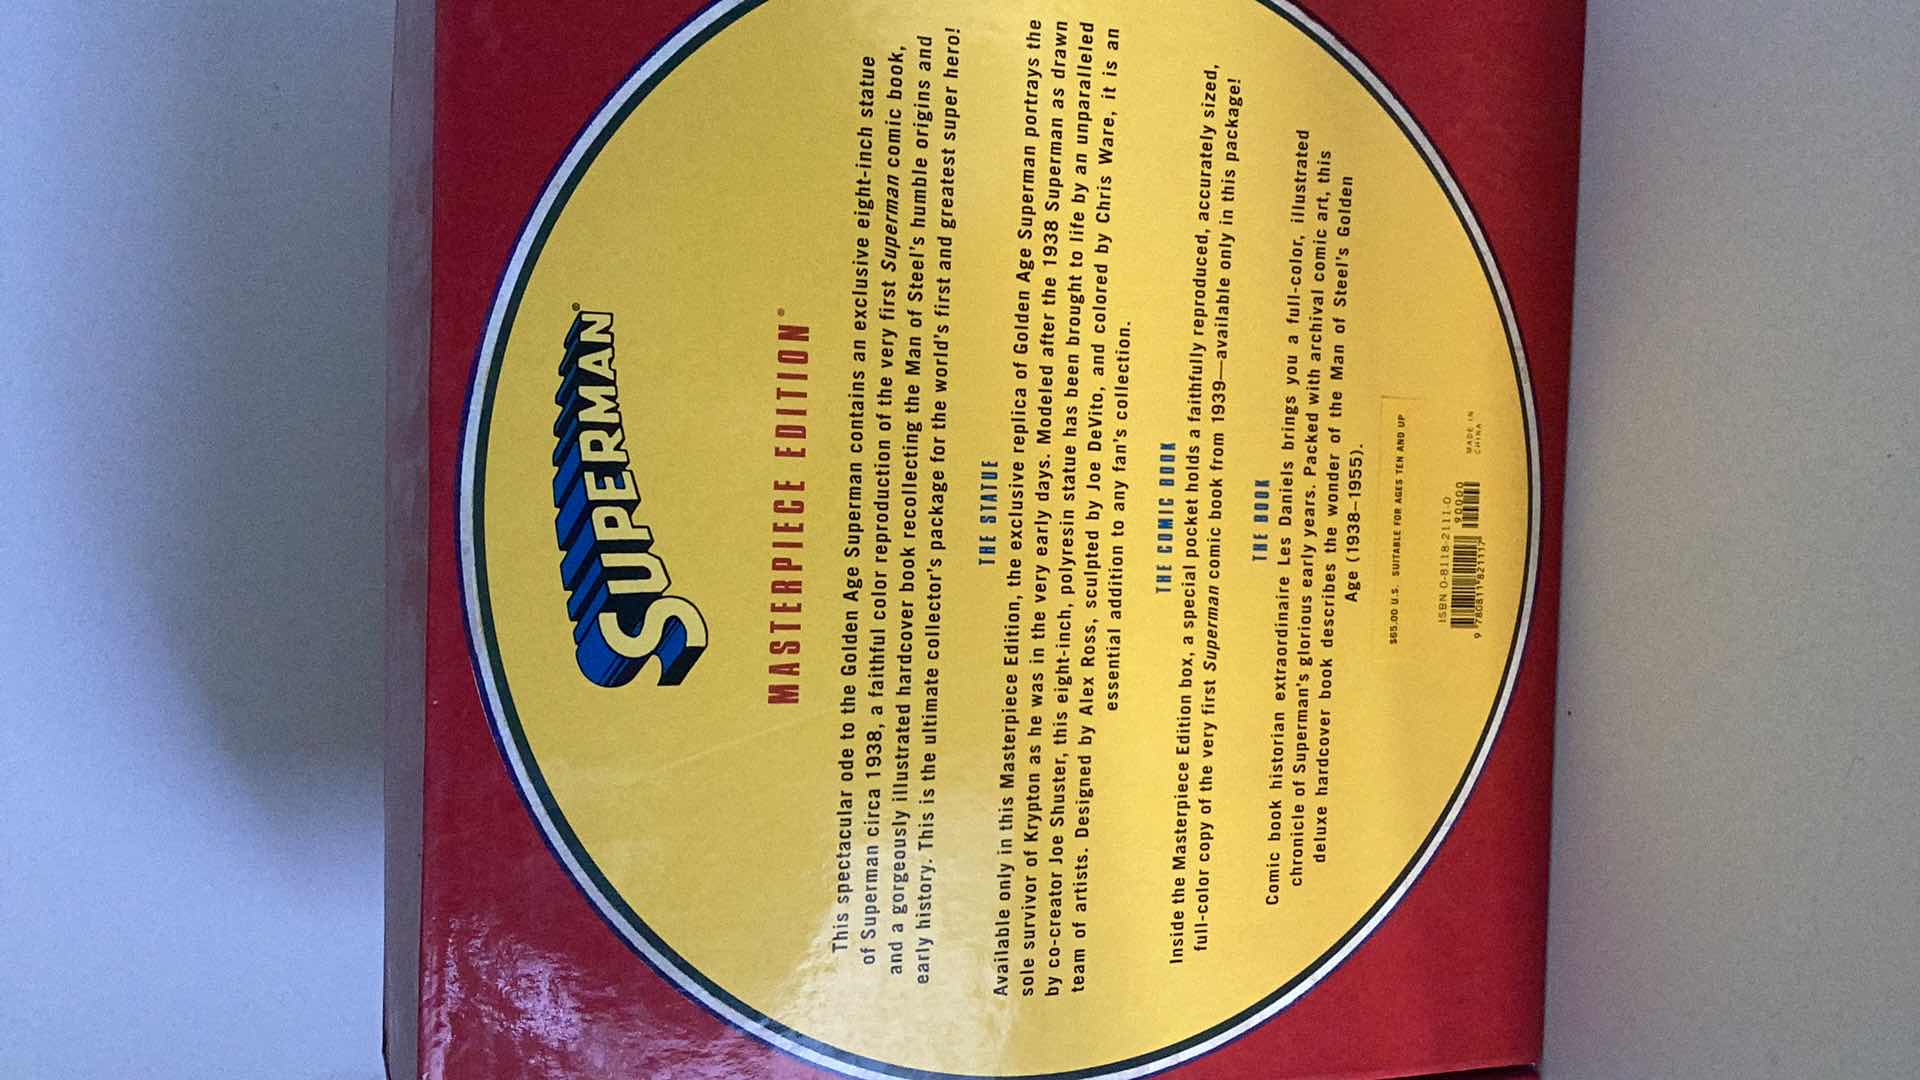 SUPERMAN®
MASTERPIECE EDITION®
This spectacular ode to the Golden Age Superman contains an exclusive eight-inch statue
of Superman circa 1938, a faithful color reproduction of the very first Superman comic book,
and a gorgeously illustrated hardcover book recollecting the Man of Steel's humble origins and
early history. This is the ultimate collector's package for the world's first and greatest super hero!
THE STATUE
Available only in this Masterpiece Edition, the exclusive replica of Golden Age Superman portrays the
sole survivor of Krypton as he was in the very early days. Modeled after the 1938 Superman as drawn
by co-creator Joe Shuster, this eight-inch, polyresin statue has been brought to life by an unparalleled
team of artists. Designed by Alex Ross, sculpted by Joe DeVito, and colored by Chris Ware, it is an
essential addition to any fan's collection.
THE COMIC BOOK
Inside the Masterpiece Edition box, a special pocket holds a faithfully reproduced, accurately sized,
full-color copy of the very first Superman comic book from 1939—available only in this package!
THE BOOK
Comic book historian extraordinaire Les Daniels brings you a full-color, illustrated
chronicle of Superman's glorious early years. Packed with archival comic art, this
deluxe hardcover book describes the wonder of the Man of Steel's Golden
Age (1938–1955).
$65.00 U.S. SUITABLE FOR AGES TEN AND UP
ISBN 0-8118-2111-0
90000
9 780811 821117
MADE IN
CHINA